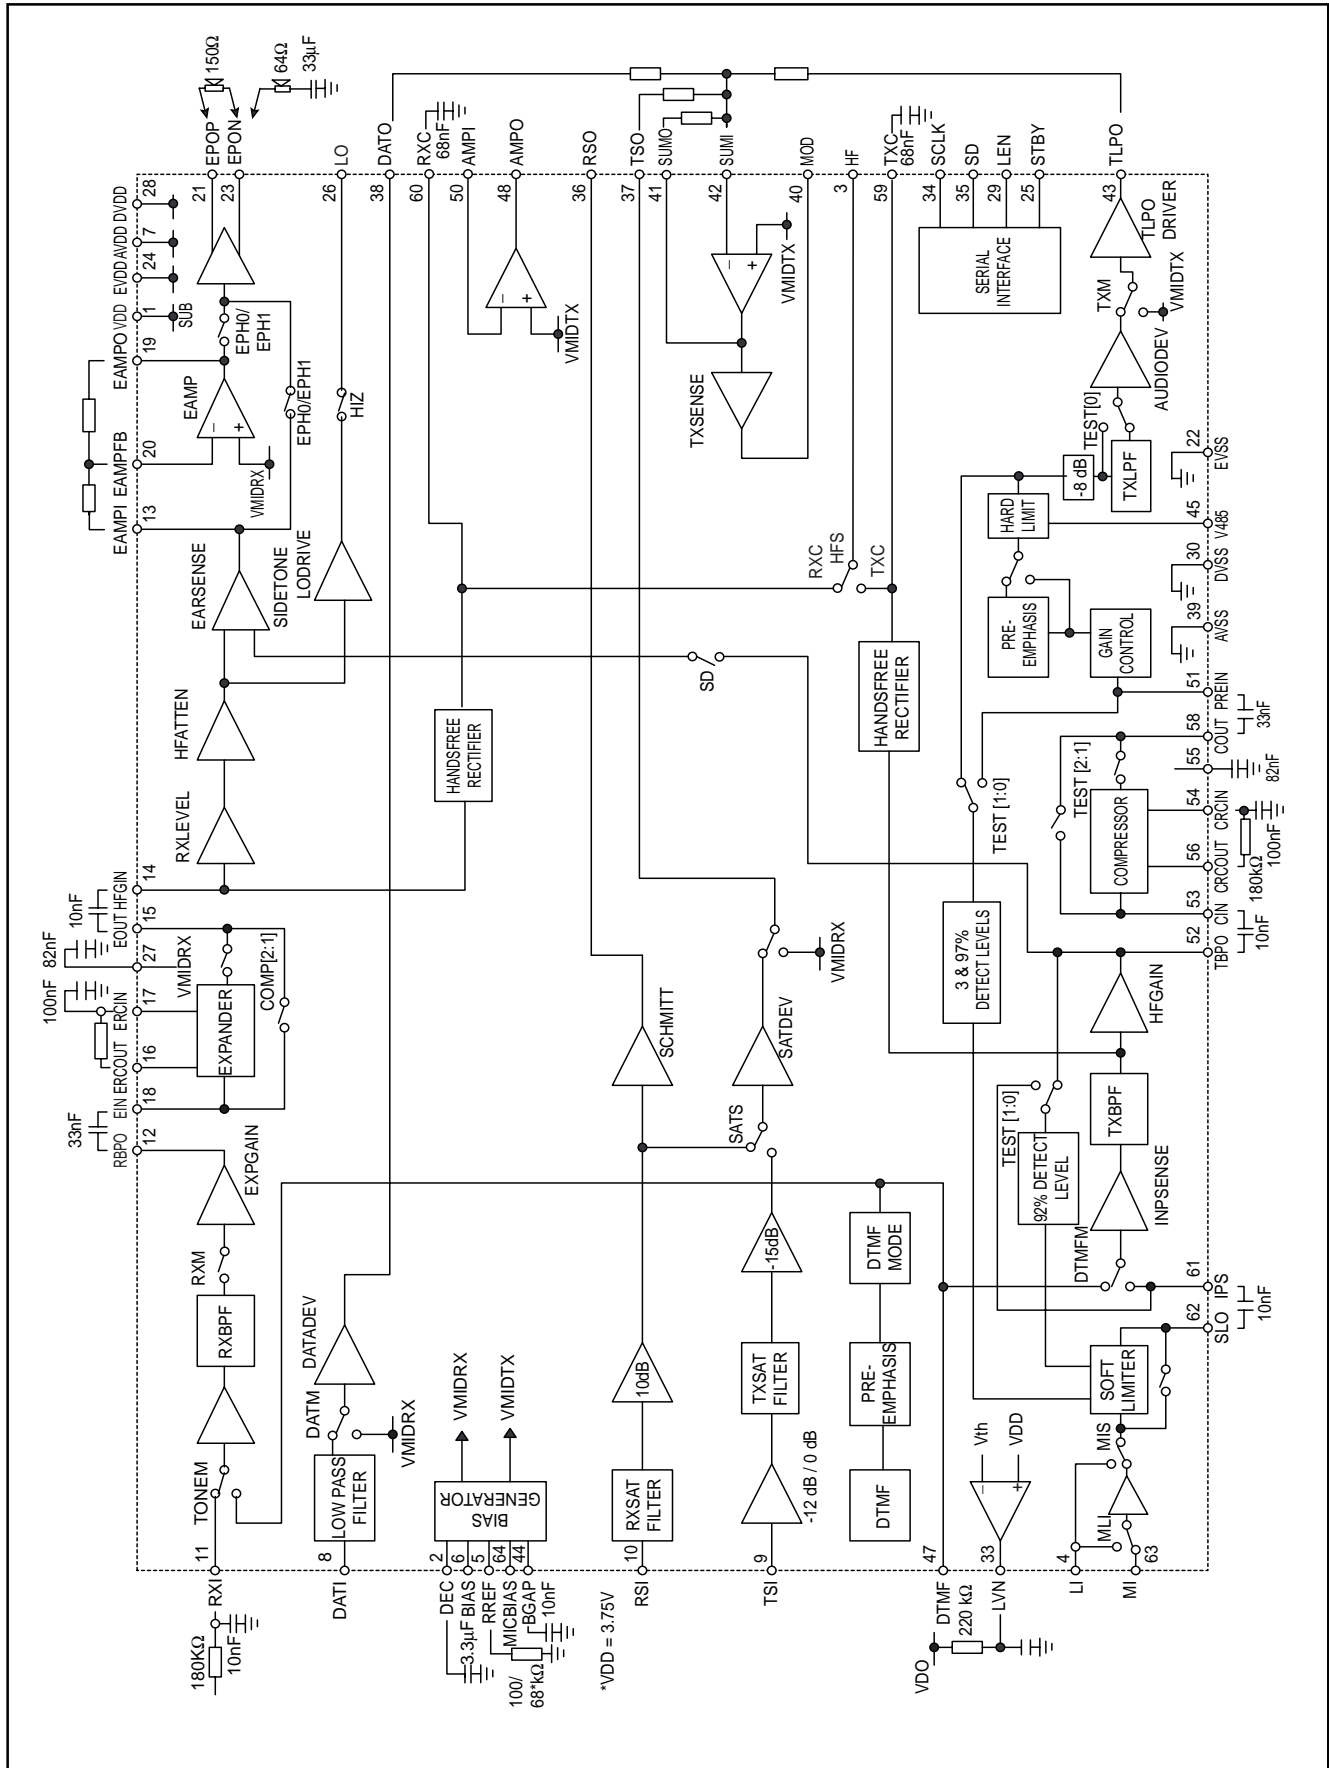 EPOP
EPON
150Ω
64Ω
33µF
21
23
LO
26
DATO
38
RXC
68nF
60
AMPI
50
AMPO
48
RSO
36
TSO
37
SUMO
41
SUMI
42
MOD
40
HF
3
TXC
68nF
59
SCLK
34
SD
35
LEN
29
STBY
25
TLPO
43
28
DVDD
7
AVDD
24
EVDD
1
VDD
SUB
19
EAMPO
20
EAMPFB
13
EAMPI
EAMP
–
+
VMIDRX
EPH0/
EPH1
EPH0/EPH1
HIZ
–
+
VMIDTX
–
+
VMIDTX
TXSENSE
SERIAL
INTERFACE
TLPO
DRIVER
TXM
VMIDTX
AUDIODEV
TEST[0]
-8 dB
TXLPF
HARD
LIMIT
22
EVSS
45
V485
30
DVSS
39
AVSS
51
PREIN
33nF
58
COUT
55
82nF
54
CRCIN
56
CRCOUT
180kΩ
100nF
53
CIN
10nF
52
TBPO
EARSENSE
SIDETONE
LODRIVE
HFATTEN
RXLEVEL
HANDSFREE
RECTIFIER
RXC
HFS
TXC
SD
HANDSFREE
RECTIFIER
PRE-
EMPHASIS
GAIN
CONTROL
TEST [1:0]
TEST [2:1]
COMPRESSOR
14
HFGIN
10nF
15
EOUT
82nF
27
VMIDRX
17
ERCIN
100nF
16
ERCOUT
18
EIN
33nF
12
RBPO
COMP[2:1]
EXPANDER
EXPGAIN
RXM
RXBPF
TONEM
SCHMITT
SATDEV
VMIDRX
SATS
3 & 97%
DETECT LEVELS
HFGAIN
TXBPF
TEST [1:0]
92% DETECT
LEVEL
INPSENSE
DTMFM
61
IPS
10nF
62
SLO
-15dB
DTMF
MODE
PRE-
EMPHASIS
DTMF
10dB
TXSAT
FILTER
RXSAT
FILTER
-12 dB / 0 dB
DATADEV
DATM
VMIDRX
LOW PASS
FILTER
VMIDRX
VMIDTX
BIAS
GENERATOR
SOFT
LIMITER
MIS
MLI
Vth
VDD
–
+
11
RXI
180KΩ
10nF
8
DATI
2
DEC
3.3µF
6
BIAS
5
RREF
64
MICBIAS
44
BGAP
10nF
100/
68*kΩ
10
RSI
*VDD = 3.75V
9
TSI
47
DTMF
220 kΩ
VDO
33
LVN
4
LI
63
MI